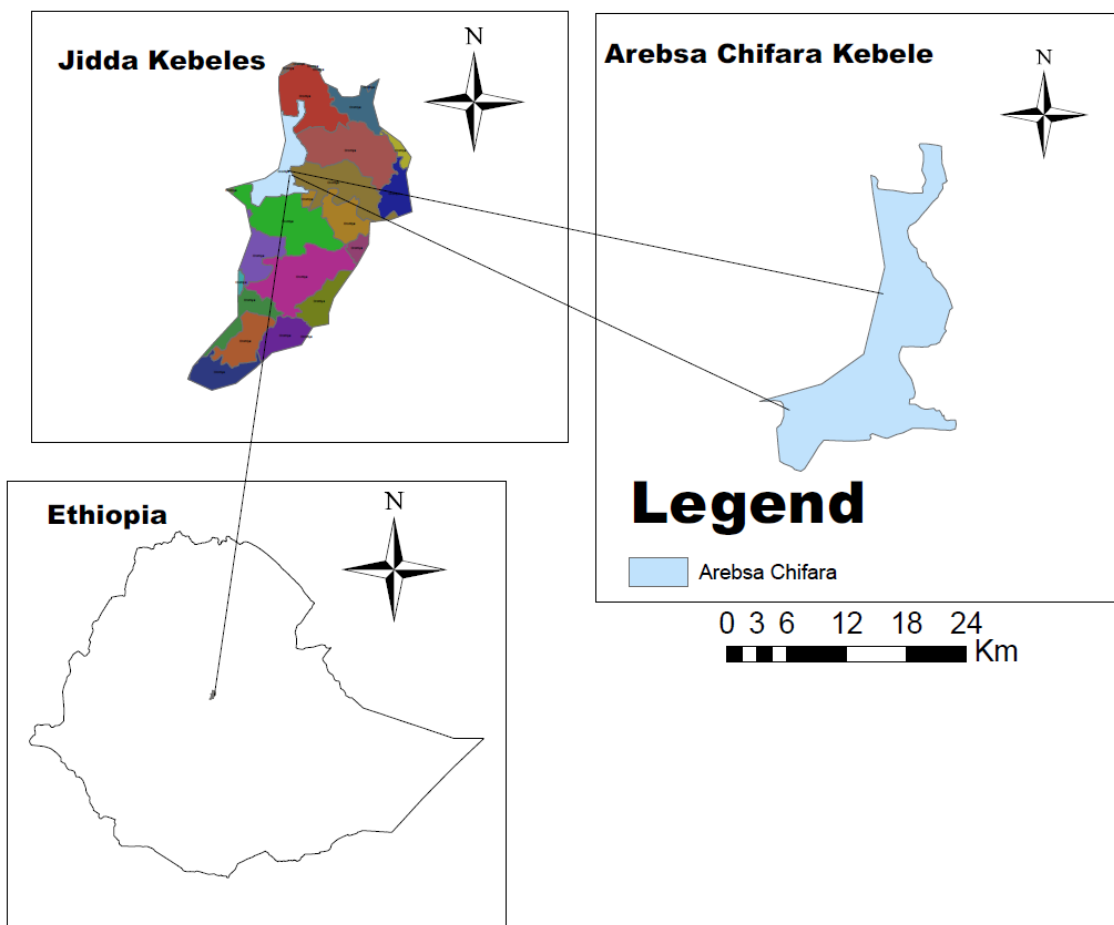 Jidda Kebeles
N
Arebsa Chifara Kebele
N
Legend
Arebsa Chifara
0 3 6 12 18 24
Km
Ethiopia
N